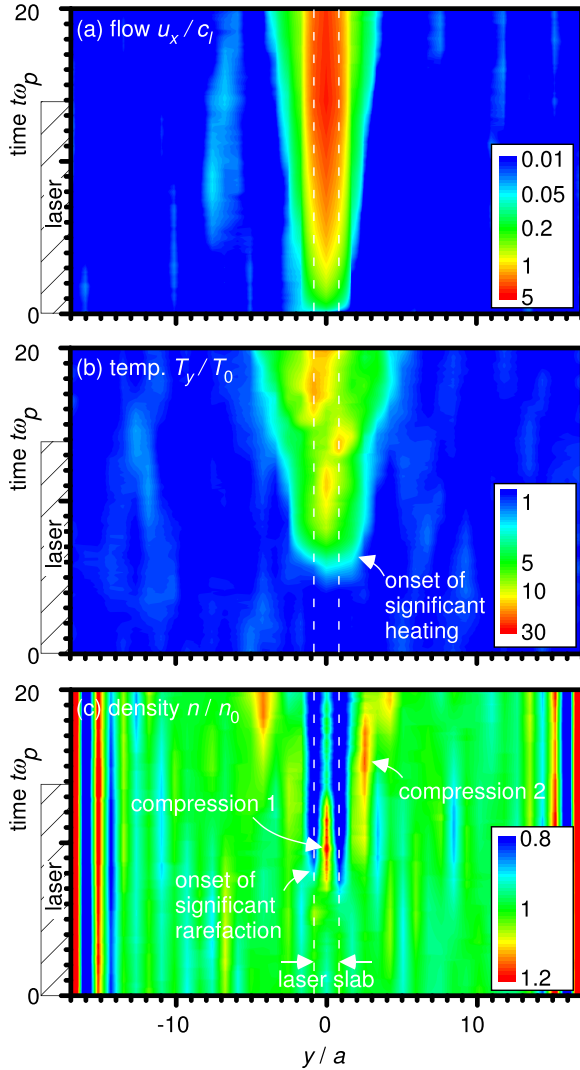 20
(a) flow u_x / c_l
time tω_p
laser
0
0.01
0.05
0.2
1
5
20
(b) temp. T_y / T_0
time tω_p
laser
0
onset of
significant
heating
1
5
10
30
20
(c) density n / n_0
time tω_p
laser
0
compression 1
compression 2
onset of
significant
rarefaction
laser slab
0.8
1
1.2
-10
0
10
y / a